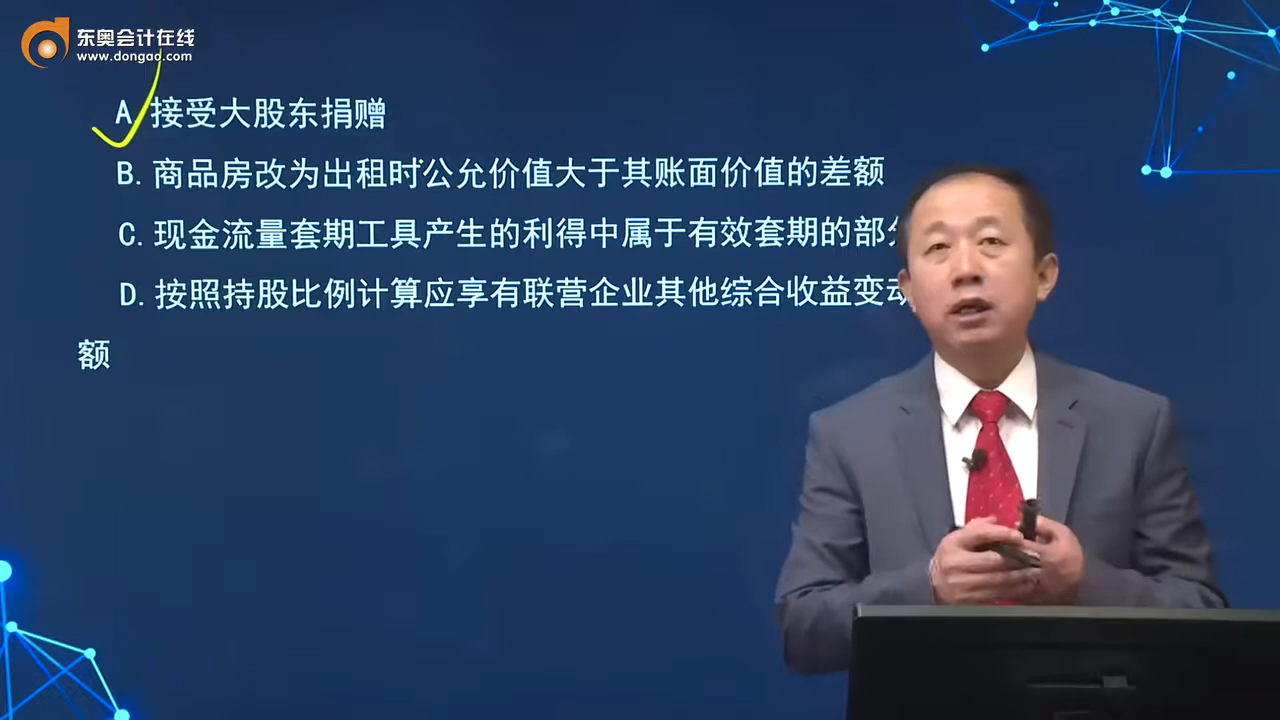 东奥会计在线
www.dongao.com
A. 接受大股东捐赠
B. 商品房改为出租时公允价值大于其账面价值的差额
C. 现金流量套期工具产生的利得中属于有效套期的部
D. 按照持股比例计算应享有联营企业其他综合收益变
额